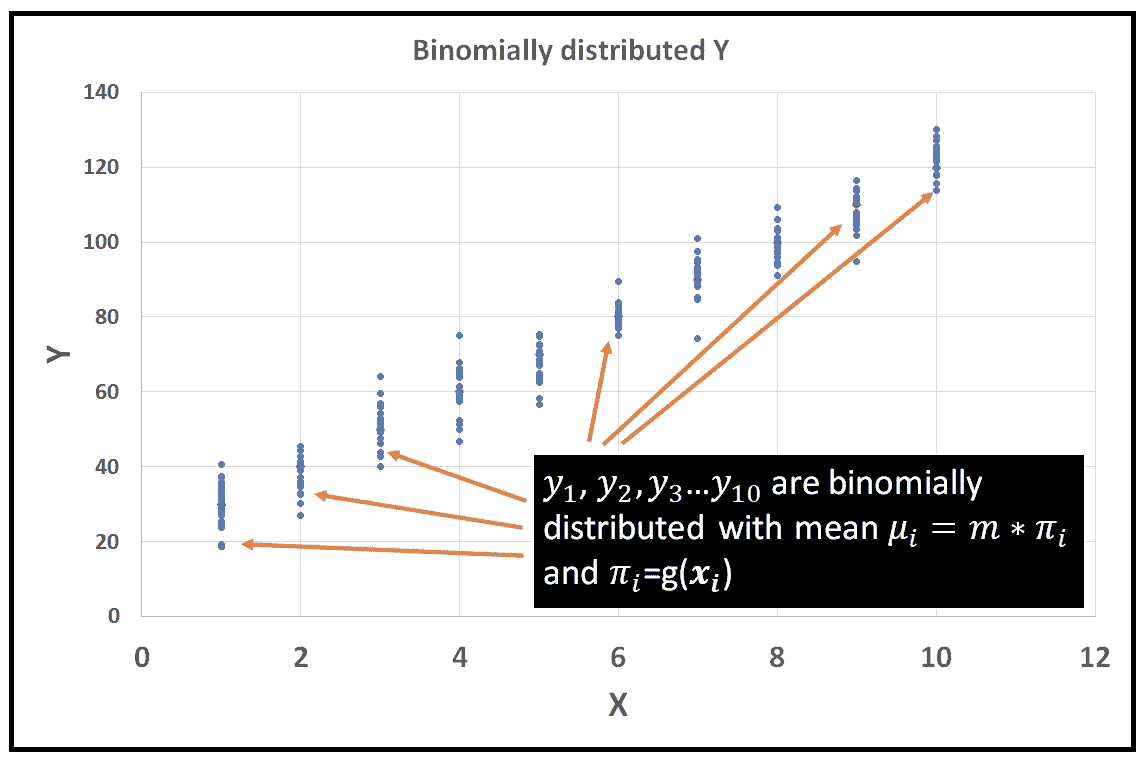 Binomially distributed Y
140
120
100
80
60
40
20
0
Y
y₁, y₂, y₃…y₁₀ are binomially
distributed with mean μᵢ = m ∗ πᵢ
and πᵢ=g(𝒙ᵢ)
0 2 4 6 8 10 12
X